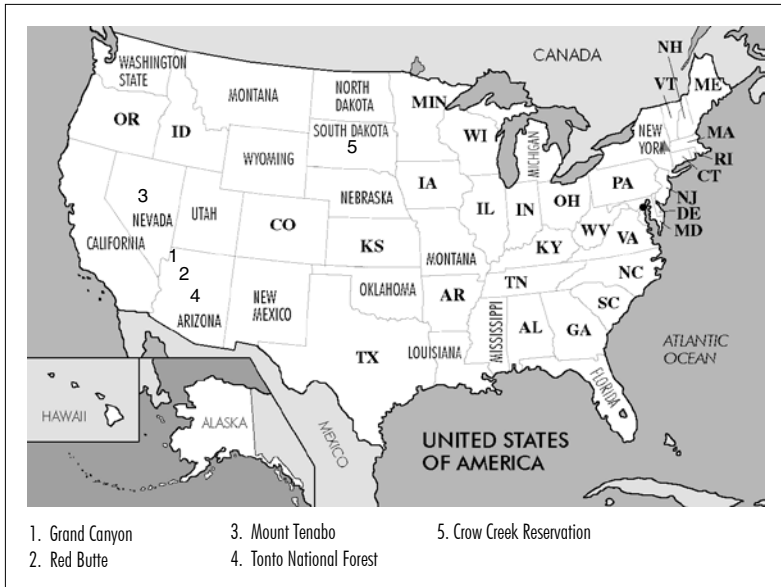 CANADA
NH
WASHINGTON
STATE
VT
ME
MONTANA
NORTH
DAKOTA
MIN
OR
ID
SOUTH DAKOTA
5
WI
MICHIGAN
NEW
YORK
MA
RI
CT
WYOMING
3
NEVADA
UTAH
NEBRASKA
IA
IL
IN
OH
PA
NJ
DE
MD
CALIFORNIA
CO
KS
MONTANA
KY
WV
VA
1
2
4
ARIZONA
NEW
MEXICO
OKLAHOMA
AR
TN
NC
SC
TX
LOUISIANA
MISSISSIPPI
AL
GA
FLORIDA
ATLANTIC
OCEAN
HAWAII
ALASKA
MEXICO
UNITED STATES
OF AMERICA
1. Grand Canyon
2. Red Butte
3. Mount Tenabo
4. Tonto National Forest
5. Crow Creek Reservation